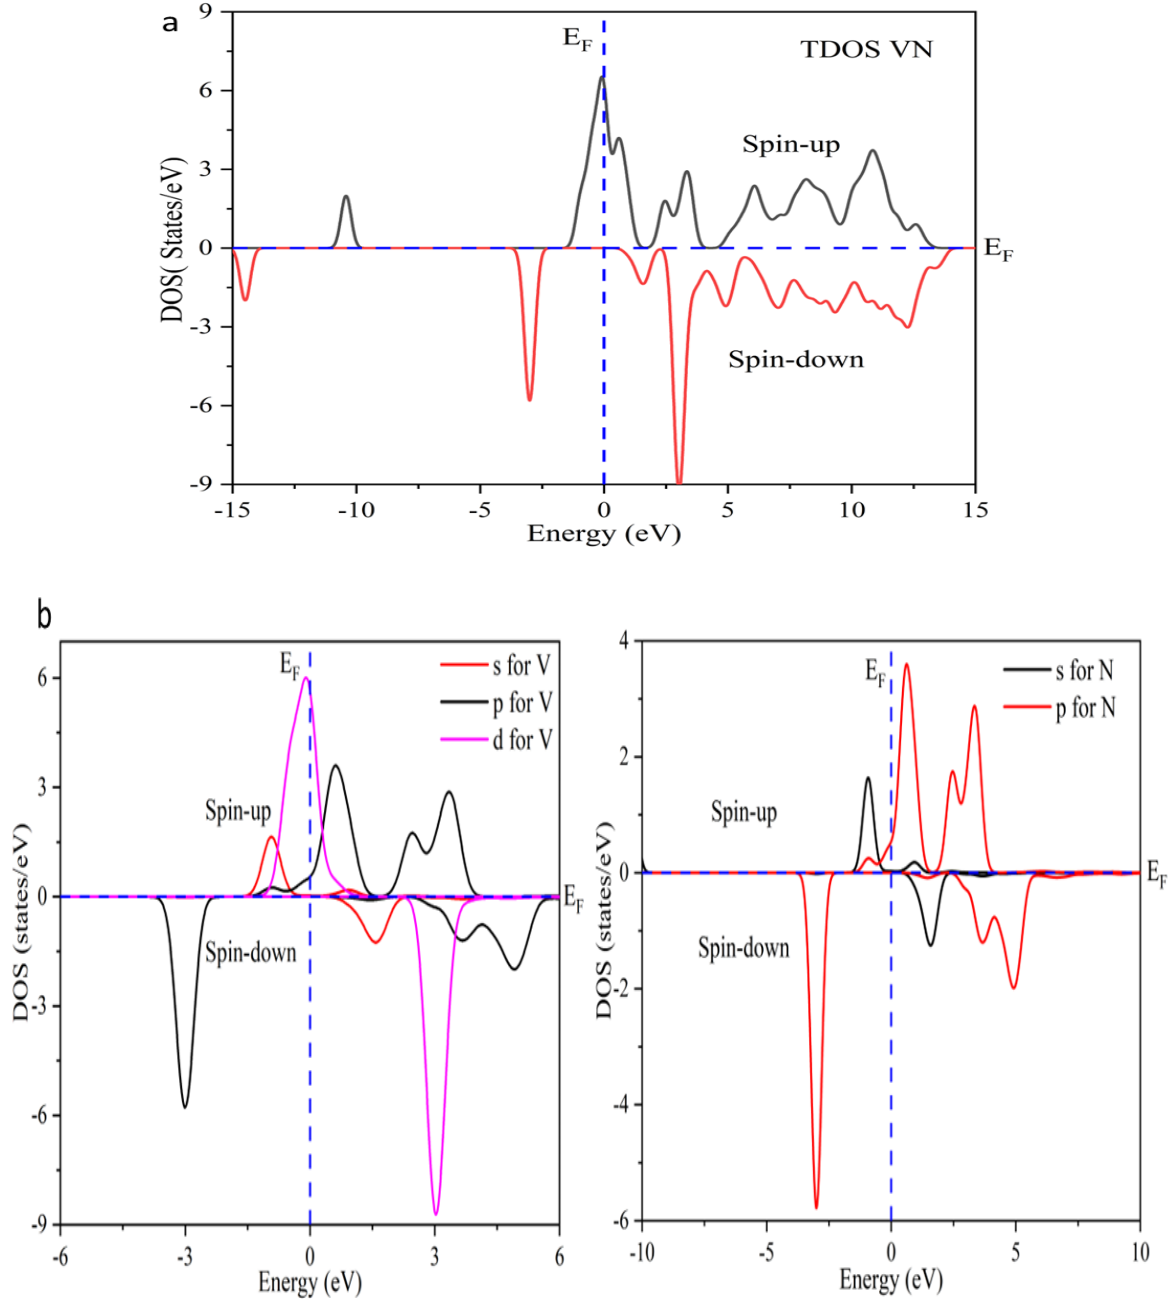 a
9
6
3
0
-3
-6
-9
-15
-10
-5
0
5
10
15
DOS( States/eV)
Energy (eV)
E_F
TDOS VN
Spin-up
Spin-down
E_F
b
6
3
0
-3
-6
-9
-6
-3
0
3
6
DOS (states/eV)
Energy (eV)
E_F
s for V
p for V
d for V
Spin-up
Spin-down
E_F
4
2
0
-2
-4
-6
-10
-5
0
5
10
DOS (states/eV)
Energy (eV)
E_F
s for N
p for N
Spin-up
Spin-down
E_F